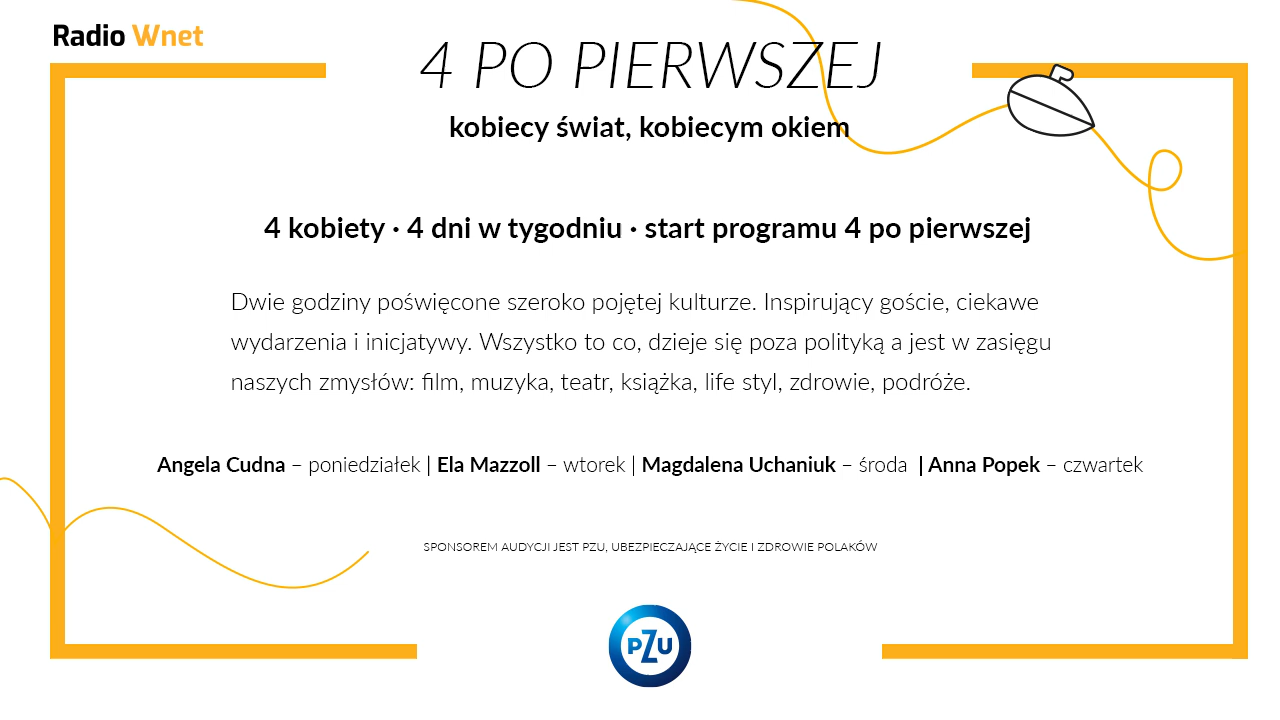 Radio Wnet
4 PO PIERWSZEJ
kobiecy świat, kobiecym okiem
4 kobiety · 4 dni w tygodniu · start programu 4 po pierwszej
Dwie godziny poświęcone szeroko pojętej kulturze. Inspirujący goście, ciekawe
wydarzenia i inicjatywy. Wszystko to co, dzieje się poza polityką a jest w zasięgu
naszych zmysłów: film, muzyka, teatr, książka, life styl, zdrowie, podróże.
Angela Cudna – poniedziałek | Ela Mazzoll – wtorek | Magdalena Uchaniuk – środa | Anna Popek – czwartek
SPONSOREM AUDYCJI JEST PZU, UBEZPIECZAJĄCE ŻYCIE I ZDROWIE POLAKÓW
PZU